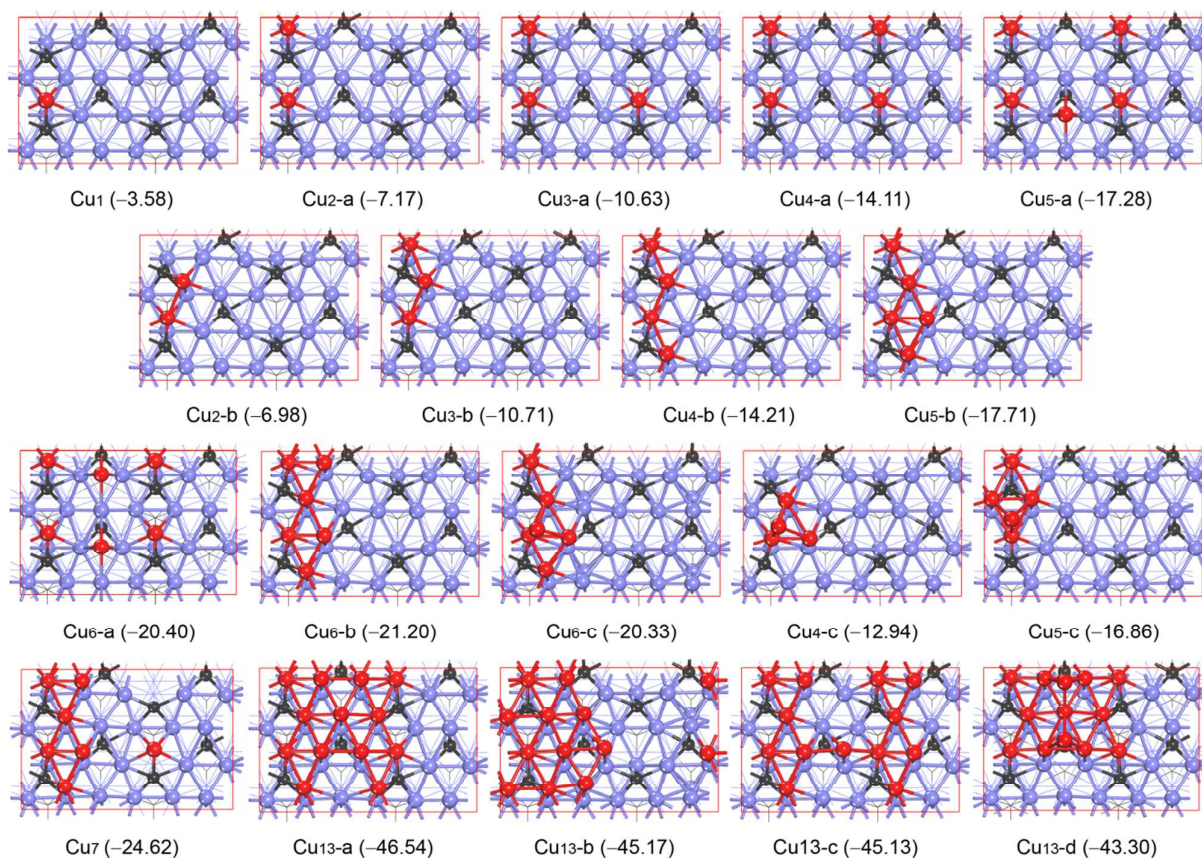 Cu1 (−3.58) Cu2-a (−7.17) Cu3-a (−10.63) Cu4-a (−14.11) Cu5-a (−17.28)
Cu2-b (−6.98) Cu3-b (−10.71) Cu4-b (−14.21) Cu5-b (−17.71)
Cu6-a (−20.40) Cu6-b (−21.20) Cu6-c (−20.33) Cu4-c (−12.94) Cu5-c (−16.86)
Cu7 (−24.62) Cu13-a (−46.54) Cu13-b (−45.17) Cu13-c (−45.13) Cu13-d (−43.30)